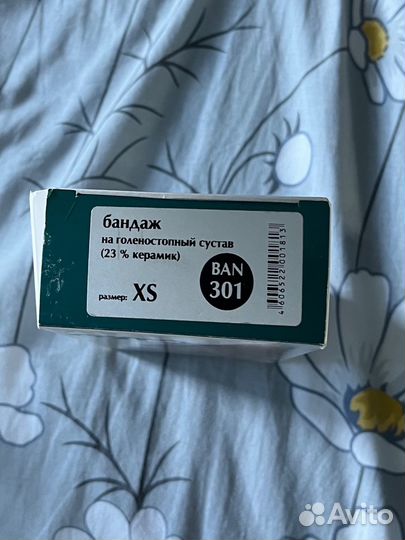 бандаж
на голеностопный сустав
(23 % керамик)
размер: XS
BAN
301
4606522001813
Avito